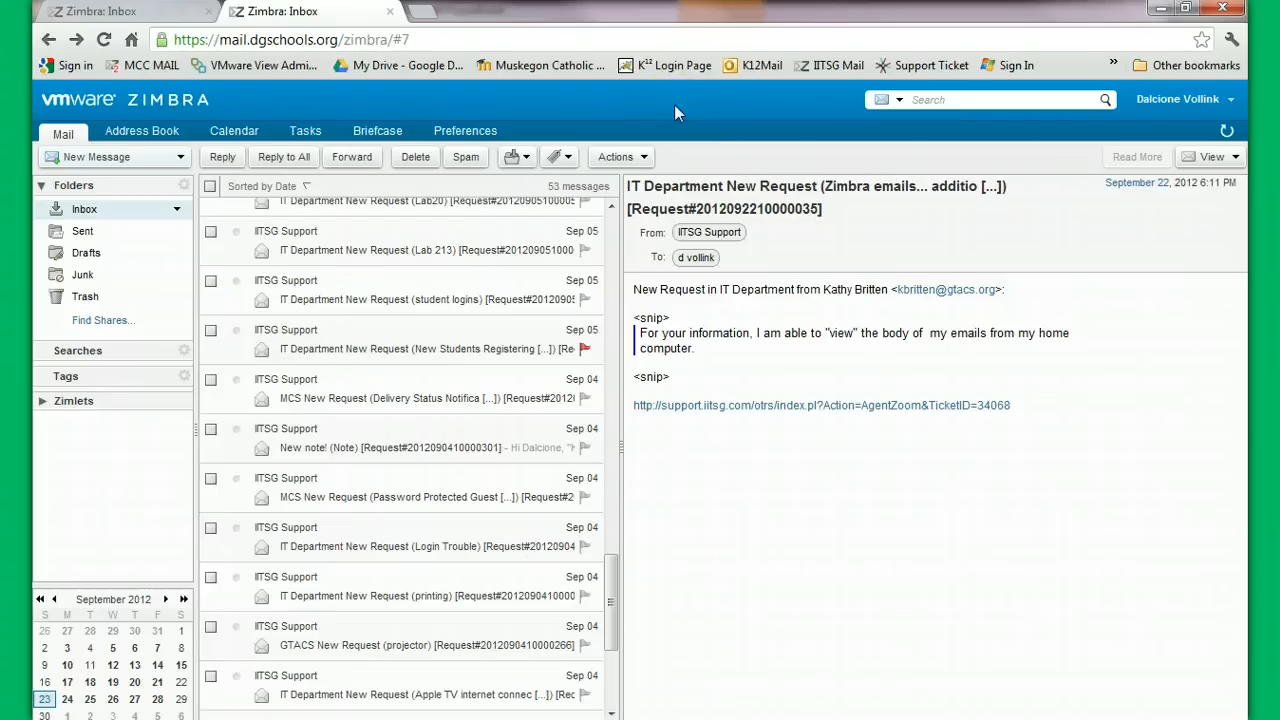 Zimbra: Inbox
Zimbra: Inbox
https://mail.dgschools.org/zimbra/#7
Sign in MCC MAIL VMware View Admi... My Drive - Google D... Muskegon Catholic ... K¹² Login Page K12Mail IITSG Mail Support Ticket Sign In » Other bookmarks
vmware ZIMBRA
Search
Dalcione Vollink
Mail Address Book Calendar Tasks Briefcase Preferences
New Message Reply Reply to All Forward Delete Spam Actions Read More View
Folders
Inbox
Sent
Drafts
Junk
Trash
Find Shares...
Searches
Tags
Zimlets
September 2012
S M T W T F S
26 27 28 29 30 31 1
2 3 4 5 6 7 8
9 10 11 12 13 14 15
16 17 18 19 20 21 22
23 24 25 26 27 28 29
30 1 2 3 4 5 6
Sorted by Date 53 messages
IT Department New Request (Lab20) [Request#20120905100005
IITSG Support Sep 05
IT Department New Request (Lab 213) [Request#201209051000
IITSG Support Sep 05
IT Department New Request (student logins) [Request#2012090
IITSG Support Sep 05
IT Department New Request (New Students Registering [...]) [Re
IITSG Support Sep 04
MCS New Request (Delivery Status Notifica [...]) [Request#2012
IITSG Support Sep 04
New note! (Note) [Request#2012090410000301] - Hi Dalcione,
IITSG Support Sep 04
MCS New Request (Password Protected Guest [...]) [Request#2
IITSG Support Sep 04
IT Department New Request (Login Trouble) [Request#20120904
IITSG Support Sep 04
IT Department New Request (printing) [Request#201209041000
IITSG Support Sep 04
GTACS New Request (projector) [Request#2012090410000266]
IITSG Support Sep 04
IT Department New Request (Apple TV internet connec [...]) [Rec
IT Department New Request (Zimbra emails... additio [...]) September 22, 2012 6:11 PM
[Request#2012092210000035]
From: IITSG Support
To: d vollink
New Request in IT Department from Kathy Britten <kbritten@gtacs.org>:
<snip>
For your information, I am able to "view" the body of my emails from my home
computer.
<snip>
http://support.iitsg.com/otrs/index.pl?Action=AgentZoom&TicketID=34068